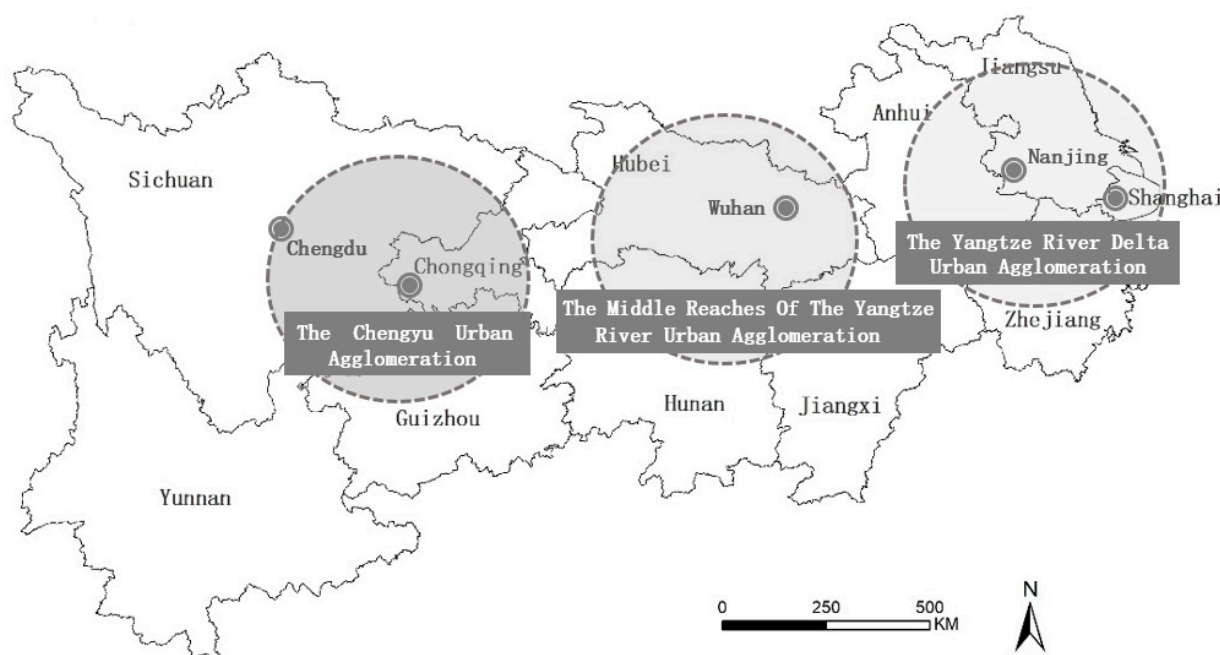 Jiangsu
Anhui
Nanjing
Shanghai
Hubei
Wuhan
Sichuan
Chengdu
Chongqing
The Yangtze River Delta
Urban Agglomeration
The Middle Reaches Of The Yangtze
River Urban Agglomeration
The Chengyu Urban
Agglomeration
Zhejiang
Hunan
Jiangxi
Guizhou
Yunnan
N
0 250 500
KM